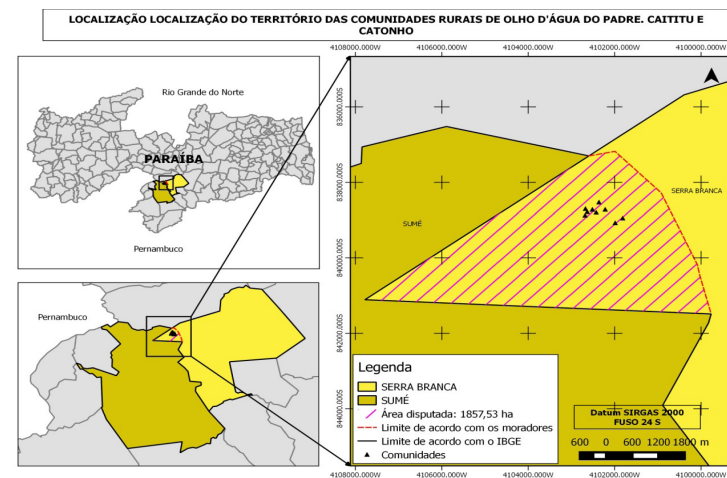 LOCALIZAÇÃO LOCALIZAÇÃO DO TERRITÓRIO DAS COMUNIDADES RURAIS DE OLHO D'ÁGUA DO PADRE. CAITITU E
CATONHO
Rio Grande do Norte
PARAÍBA
Pernambuco
Pernambuco
4108000.000W 4106000.000W 4104000.000W 4102000.000W 4100000.000W
836000.000S
838000.000S
840000.000S
842000.000S
844000.000S
SERRA BRANCA
SUMÉ
Legenda
SERRA BRANCA
SUMÉ
Área disputada: 1857,53 ha
Limite de acordo com os moradores
Limite de acordo com o IBGE
Comunidades
Datum SIRGAS 2000
FUSO 24 S
600 0 600 1200 1800 m
4108000.000W 4106000.000W 4104000.000W 4102000.000W 4100000.000W